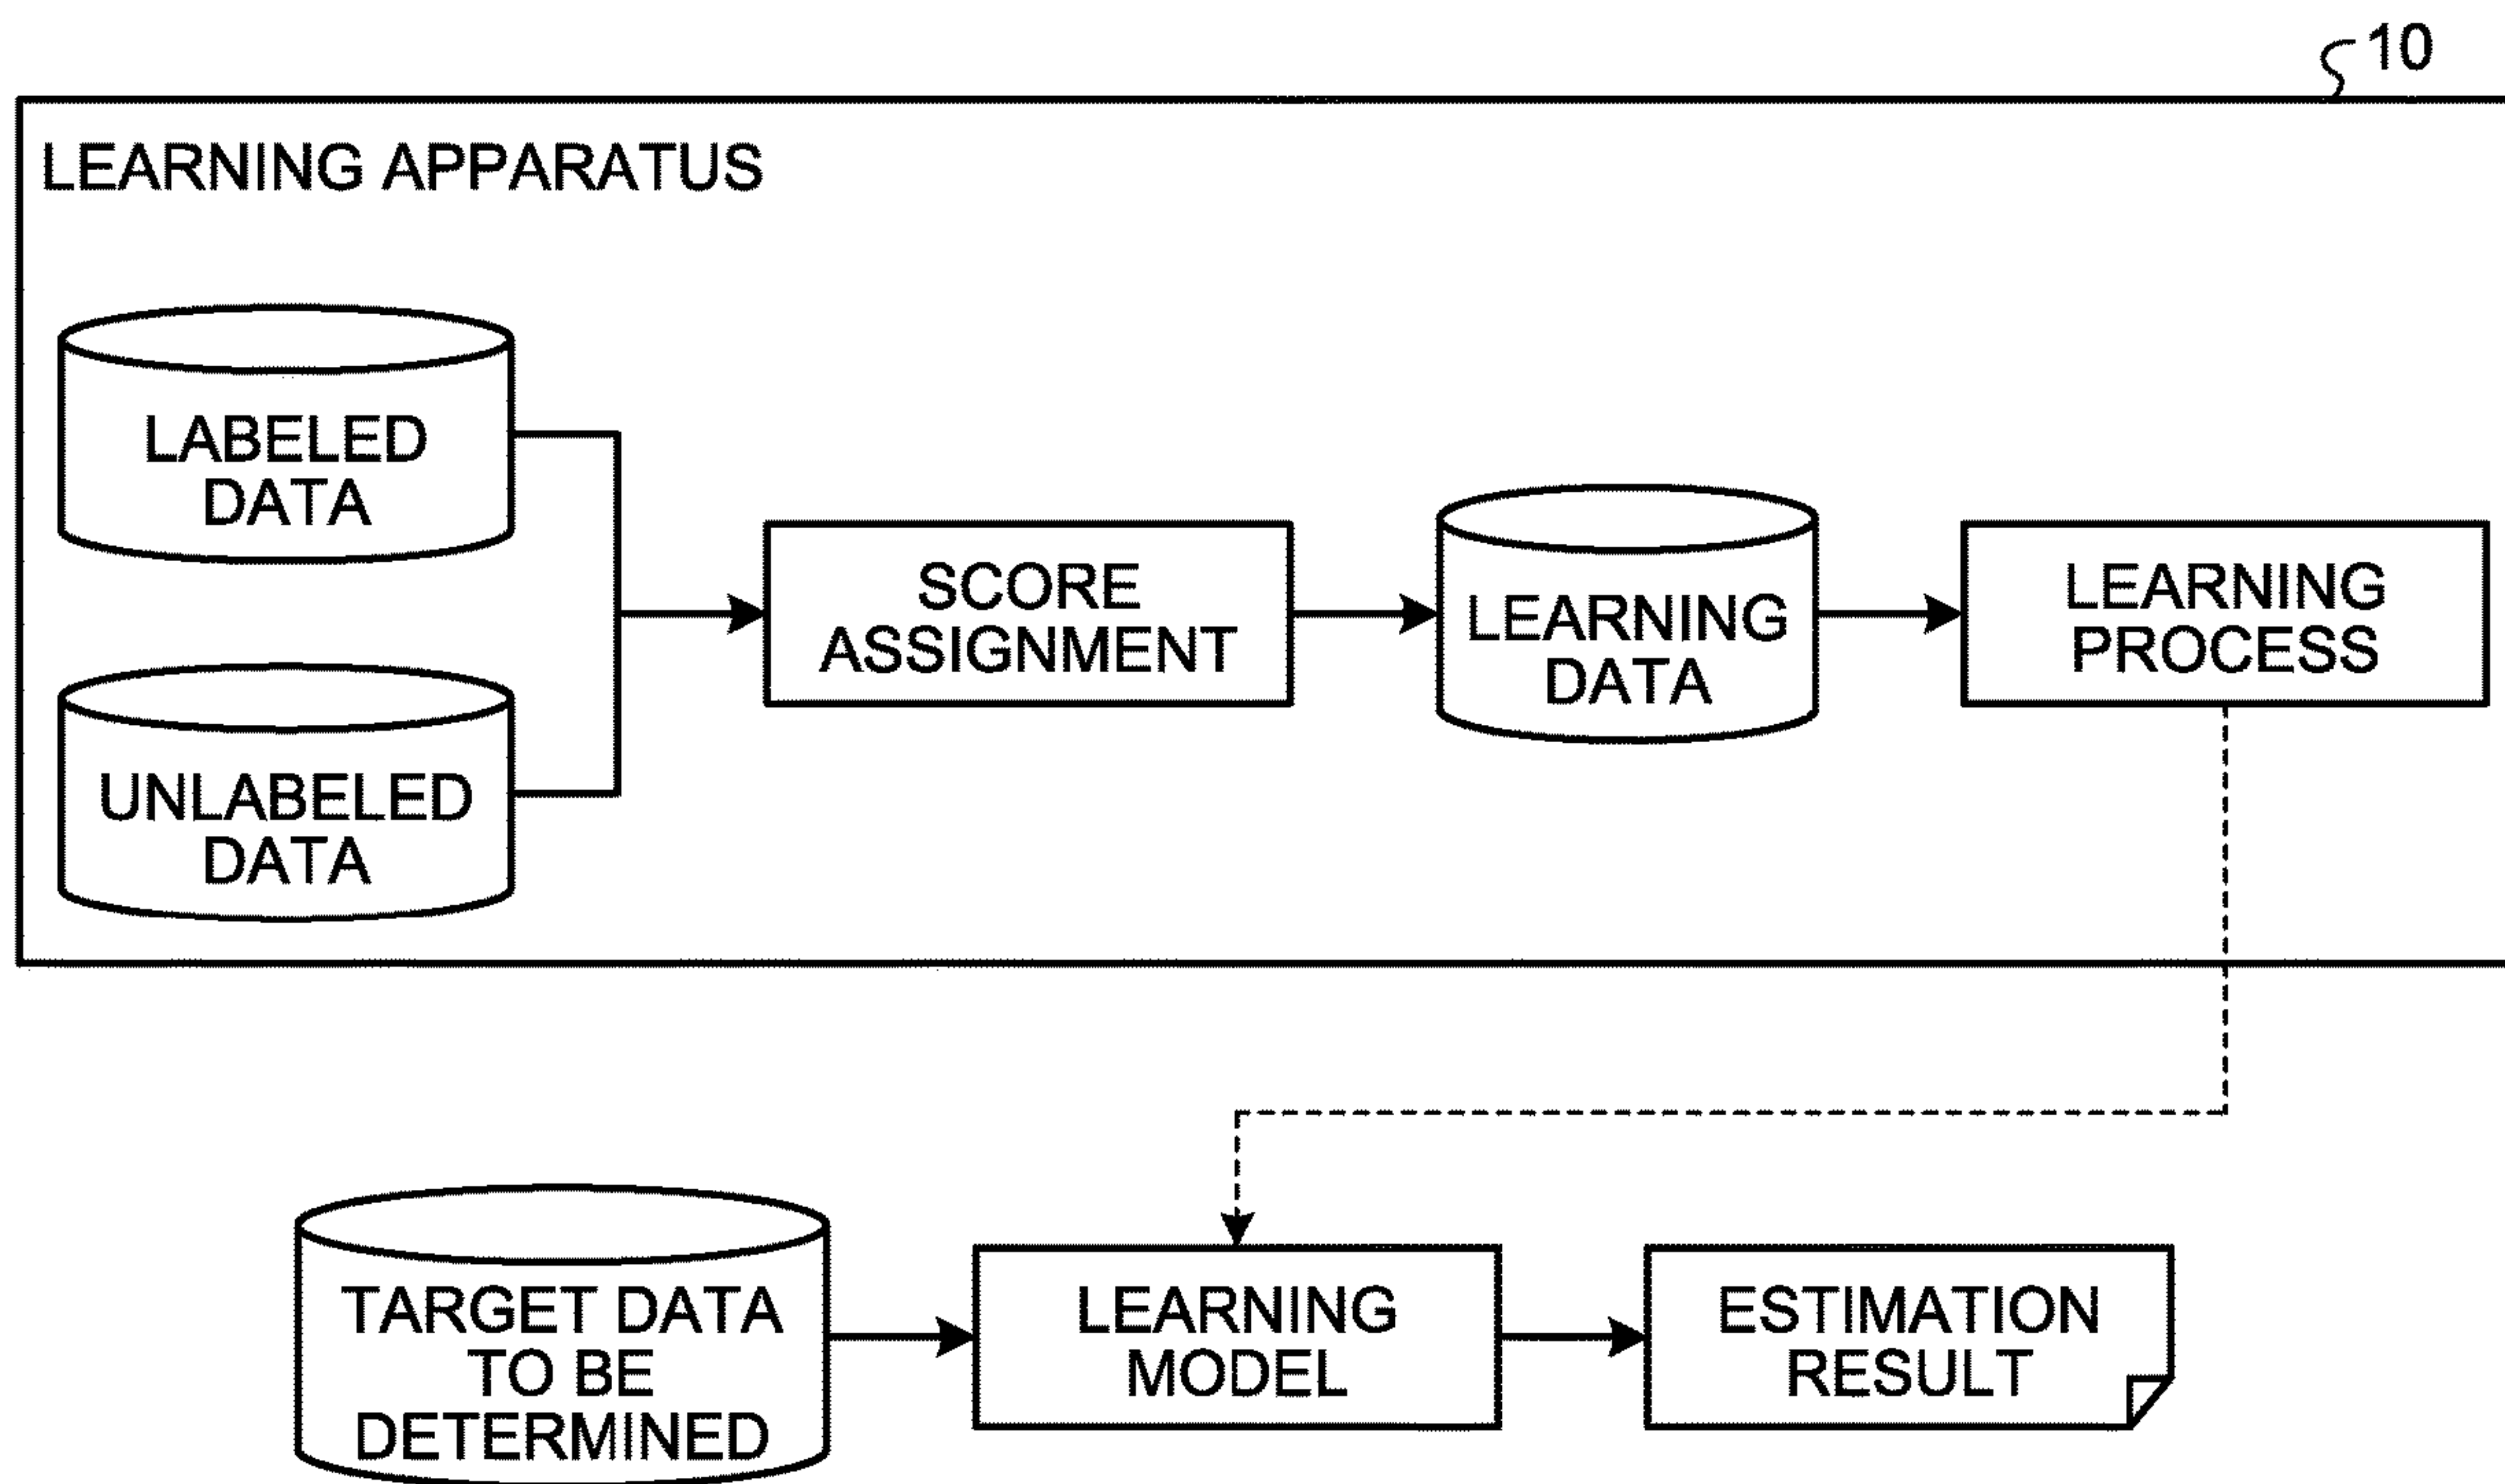 10
LEARNING APPARATUS
LABELED
DATA
UNLABELED
DATA
SCORE
ASSIGNMENT
LEARNING
DATA
LEARNING
PROCESS
TARGET DATA
TO BE
DETERMINED
LEARNING
MODEL
ESTIMATION
RESULT